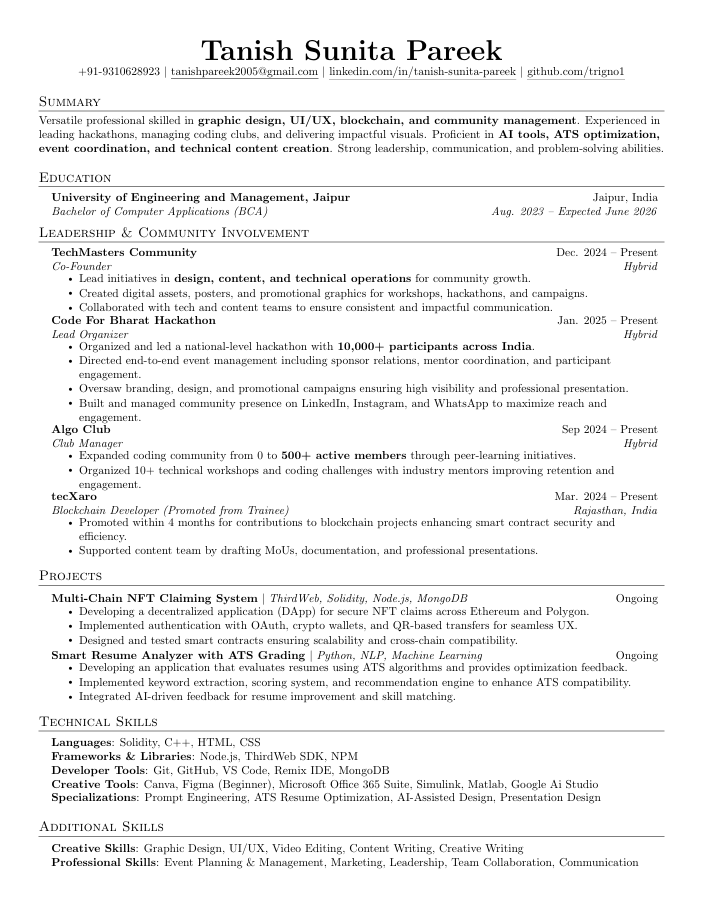 Tanish Sunita Pareek
+91-9310628923 | tanishpareek2005@gmail.com | linkedin.com/in/tanish-sunita-pareek | github.com/trigno1
Summary
Versatile professional skilled in graphic design, UI/UX, blockchain, and community management. Experienced in
leading hackathons, managing coding clubs, and delivering impactful visuals. Proficient in AI tools, ATS optimization,
event coordination, and technical content creation. Strong leadership, communication, and problem-solving abilities.
Education
University of Engineering and Management, Jaipur Jaipur, India
Bachelor of Computer Applications (BCA) Aug. 2023 – Expected June 2026
Leadership & Community Involvement
TechMasters Community Dec. 2024 – Present
Co-Founder Hybrid
• Lead initiatives in design, content, and technical operations for community growth.
• Created digital assets, posters, and promotional graphics for workshops, hackathons, and campaigns.
• Collaborated with tech and content teams to ensure consistent and impactful communication.
Code For Bharat Hackathon Jan. 2025 – Present
Lead Organizer Hybrid
• Organized and led a national-level hackathon with 10,000+ participants across India.
• Directed end-to-end event management including sponsor relations, mentor coordination, and participant
engagement.
• Oversaw branding, design, and promotional campaigns ensuring high visibility and professional presentation.
• Built and managed community presence on LinkedIn, Instagram, and WhatsApp to maximize reach and
engagement.
Algo Club Sep 2024 – Present
Club Manager Hybrid
• Expanded coding community from 0 to 500+ active members through peer-learning initiatives.
• Organized 10+ technical workshops and coding challenges with industry mentors improving retention and
engagement.
tecXaro Mar. 2024 – Present
Blockchain Developer (Promoted from Trainee) Rajasthan, India
• Promoted within 4 months for contributions to blockchain projects enhancing smart contract security and
efficiency.
• Supported content team by drafting MoUs, documentation, and professional presentations.
Projects
Multi-Chain NFT Claiming System | ThirdWeb, Solidity, Node.js, MongoDB Ongoing
• Developing a decentralized application (DApp) for secure NFT claims across Ethereum and Polygon.
• Implemented authentication with OAuth, crypto wallets, and QR-based transfers for seamless UX.
• Designed and tested smart contracts ensuring scalability and cross-chain compatibility.
Smart Resume Analyzer with ATS Grading | Python, NLP, Machine Learning Ongoing
• Developing an application that evaluates resumes using ATS algorithms and provides optimization feedback.
• Implemented keyword extraction, scoring system, and recommendation engine to enhance ATS compatibility.
• Integrated AI-driven feedback for resume improvement and skill matching.
Technical Skills
Languages: Solidity, C++, HTML, CSS
Frameworks & Libraries: Node.js, ThirdWeb SDK, NPM
Developer Tools: Git, GitHub, VS Code, Remix IDE, MongoDB
Creative Tools: Canva, Figma (Beginner), Microsoft Office 365 Suite, Simulink, Matlab, Google Ai Studio
Specializations: Prompt Engineering, ATS Resume Optimization, AI-Assisted Design, Presentation Design
Additional Skills
Creative Skills: Graphic Design, UI/UX, Video Editing, Content Writing, Creative Writing
Professional Skills: Event Planning & Management, Marketing, Leadership, Team Collaboration, Communication